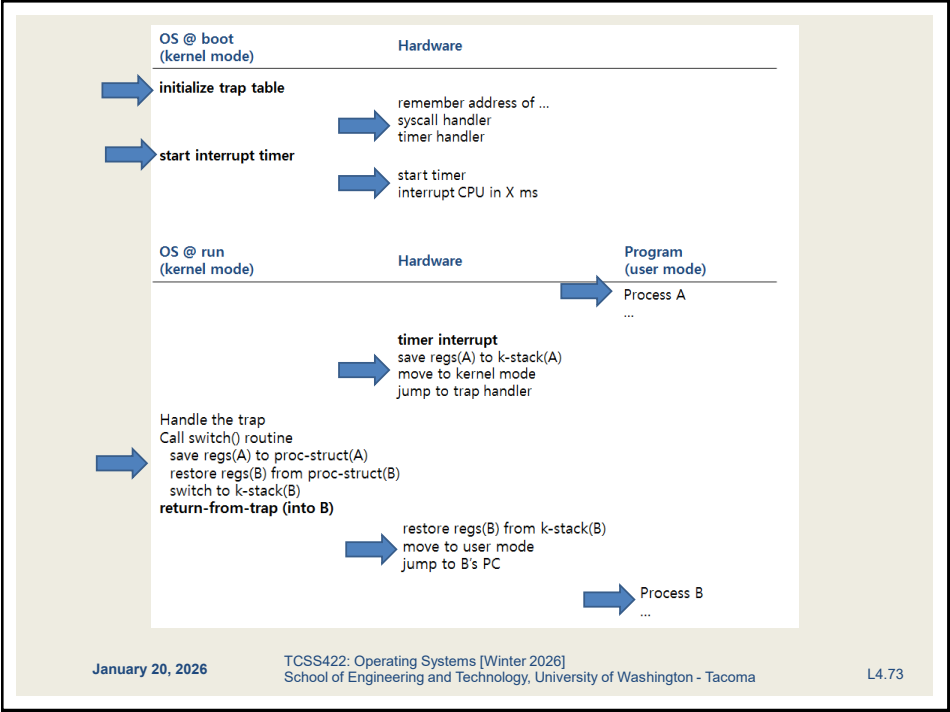 OS @ boot
(kernel mode)
Hardware
initialize trap table
remember address of ...
syscall handler
timer handler
start interrupt timer
start timer
interrupt CPU in X ms
OS @ run
(kernel mode)
Hardware
Program
(user mode)
Process A
...
timer interrupt
save regs(A) to k-stack(A)
move to kernel mode
jump to trap handler
Handle the trap
Call switch() routine
save regs(A) to proc-struct(A)
restore regs(B) from proc-struct(B)
switch to k-stack(B)
return-from-trap (into B)
restore regs(B) from k-stack(B)
move to user mode
jump to B's PC
Process B
...
January 20, 2026
TCSS422: Operating Systems [Winter 2026]
School of Engineering and Technology, University of Washington - Tacoma
L4.73